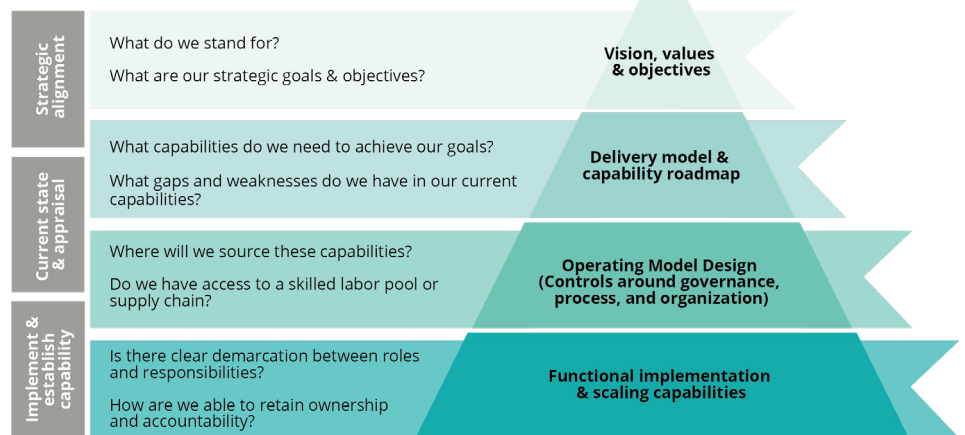 Strategic
alignment
What do we stand for?
What are our strategic goals & objectives?
Vision, values
& objectives
What capabilities do we need to achieve our goals?
What gaps and weaknesses do we have in our current
capabilities?
Delivery model &
capability roadmap
Current state
& appraisal
Where will we source these capabilities?
Do we have access to a skilled labor pool or
supply chain?
Operating Model Design
(Controls around governance,
process, and organization)
Implement &
establish
capability
Is there clear demarcation between roles
and responsibilities?
How are we able to retain ownership
and accountability?
Functional implementation
& scaling capabilities